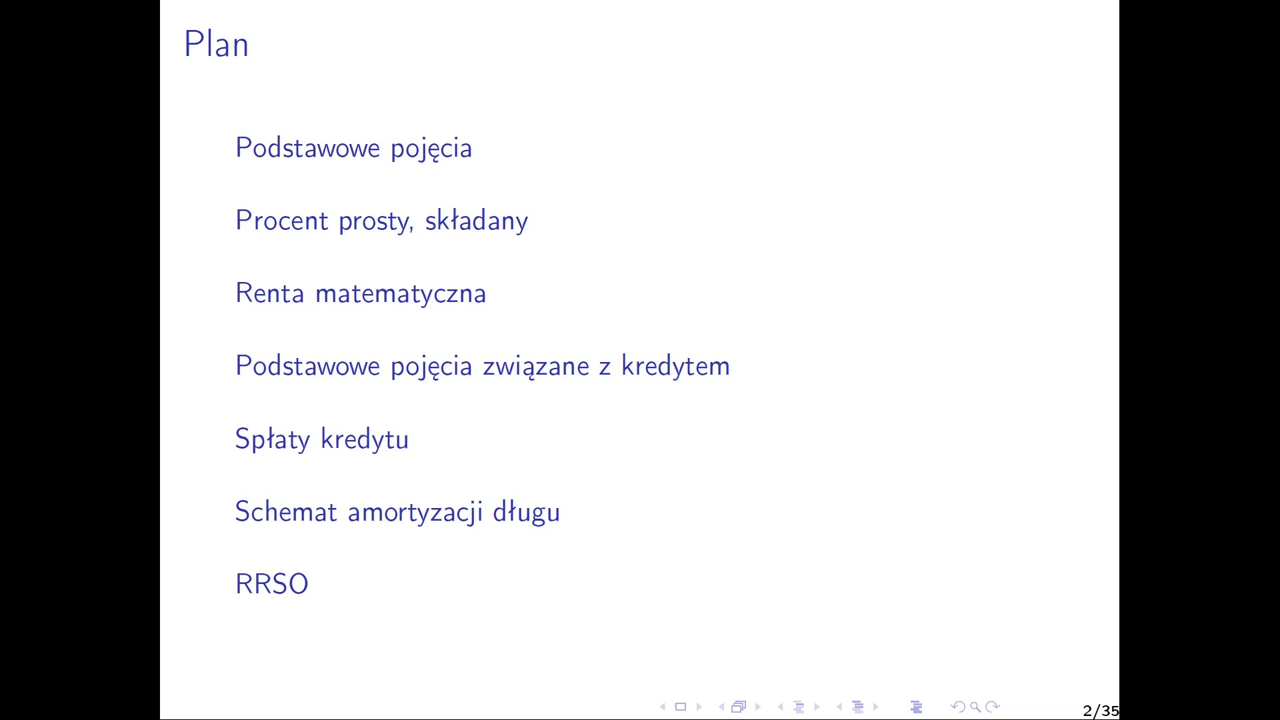 Plan
Podstawowe pojęcia
Procent prosty, składany
Renta matematyczna
Podstawowe pojęcia związane z kredytem
Spłaty kredytu
Schemat amortyzacji długu
RRSO
2/35